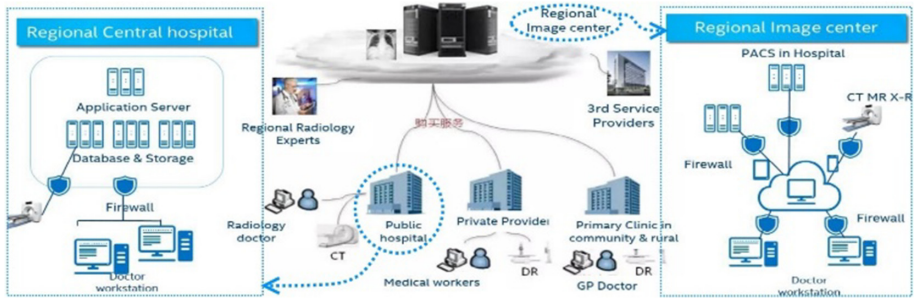 Regional Central hospital
Application Server
Database & Storage
Firewall
Doctor
workstation
Regional
Image center
Regional Radiology
Experts
3rd Service
Providers
购买服务
Radiology
doctor
CT
Public
hospital
Private Provider
Primary Clinic in
community & rural
Medical workers
DR
GP Doctor
DR
Regional Image center
PACS in Hospital
CT MR X-R
Firewall
Firewall
Doctor
workstation